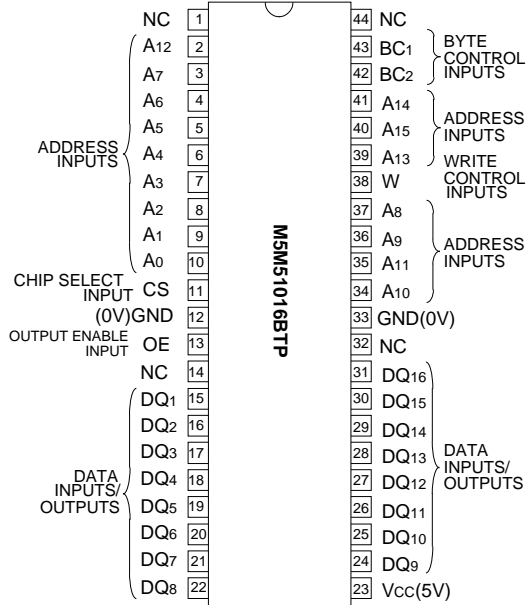 NC 1
A12 2
A7 3
A6 4
A5 5
A4 6
A3 7
A2 8
A1 9
A0 10
CS 11
(0V)GND 12
OE 13
NC 14
DQ1 15
DQ2 16
DQ3 17
DQ4 18
DQ5 19
DQ6 20
DQ7 21
DQ8 22
ADDRESS
INPUTS
CHIP SELECT
INPUT
OUTPUT ENABLE
INPUT
DATA
INPUTS/
OUTPUTS
M5M51016BTP
44 NC
43 BC1
42 BC2
41 A14
40 A15
39 A13
38 W
37 A8
36 A9
35 A11
34 A10
33 GND(0V)
32 NC
31 DQ16
30 DQ15
29 DQ14
28 DQ13
27 DQ12
26 DQ11
25 DQ10
24 DQ9
23 VCC(5V)
BYTE
CONTROL
INPUTS
ADDRESS
INPUTS
WRITE
CONTROL
INPUTS
ADDRESS
INPUTS
DATA
INPUTS/
OUTPUTS